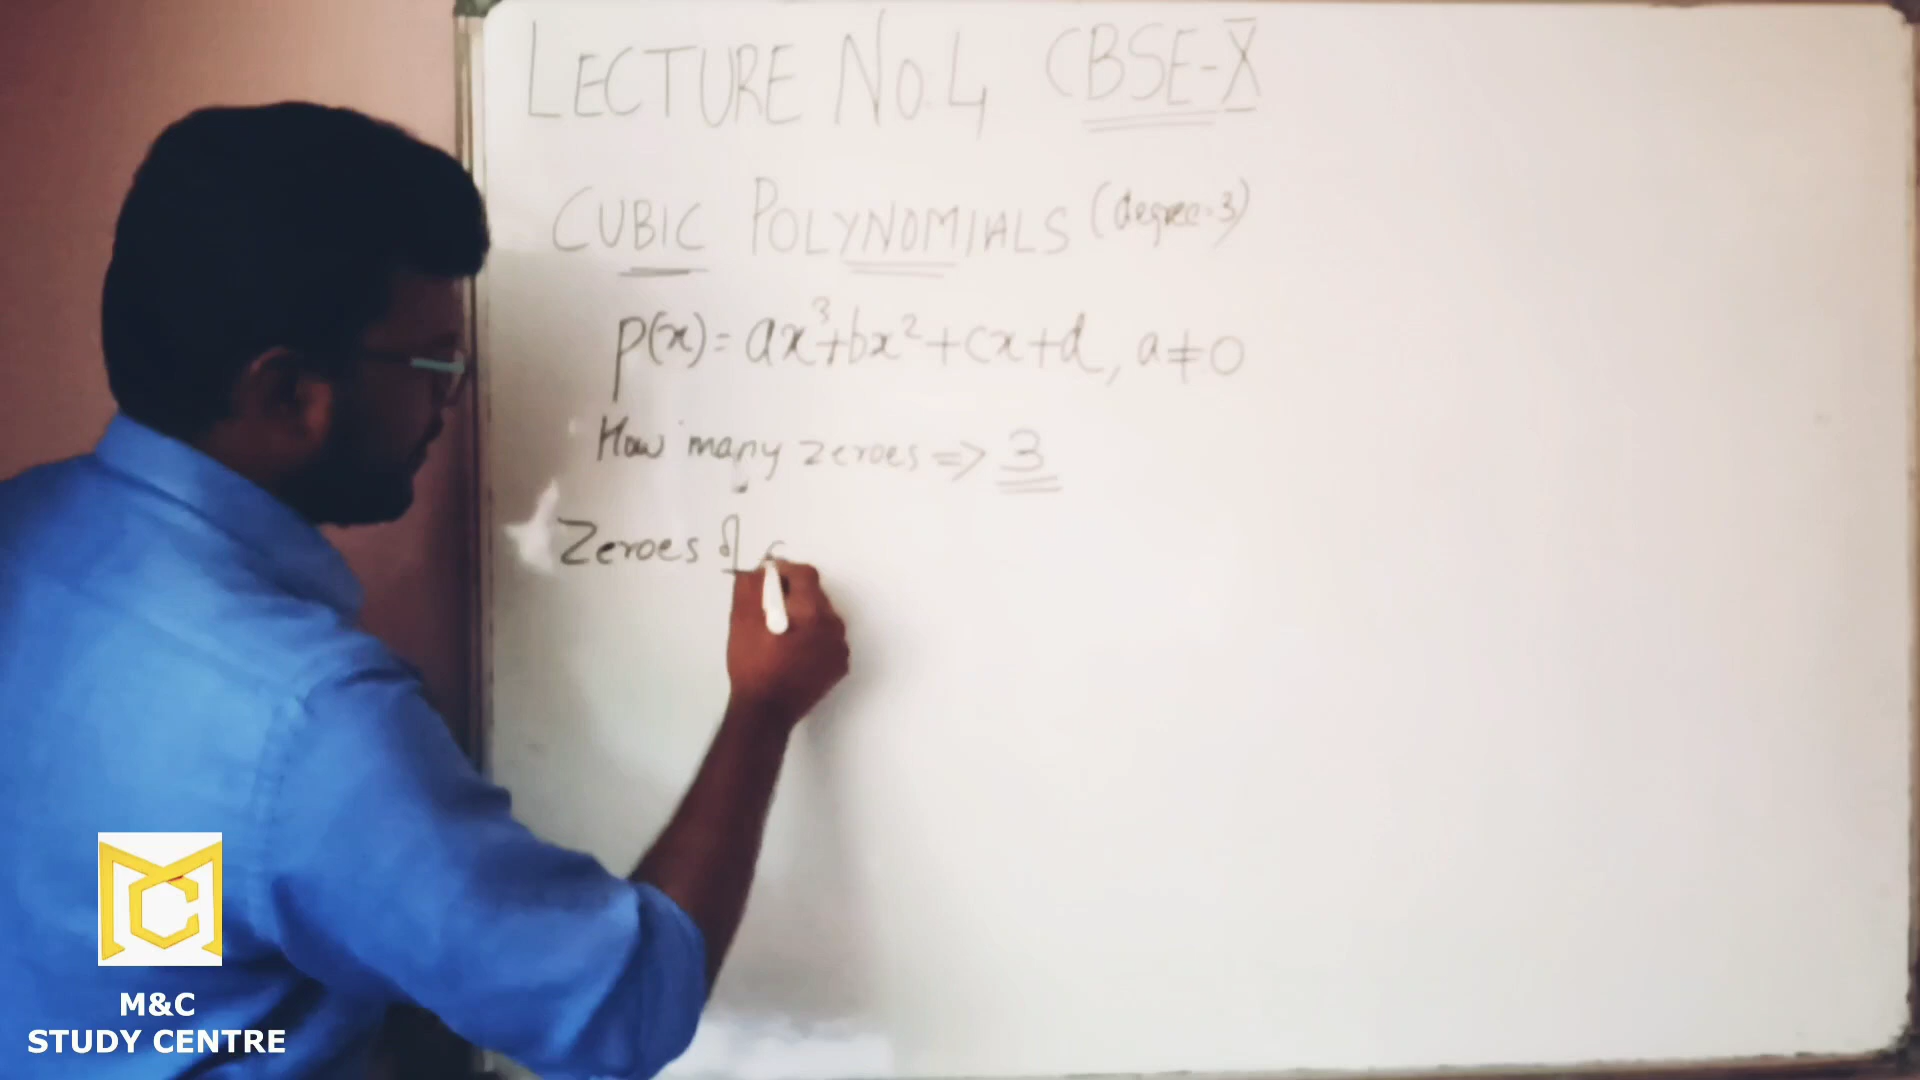 LECTURE No.4 CBSE-X
CUBIC POLYNOMIALS (degree-3)
p(x) = ax³+bx²+cx+d, a≠0
How many zeroes => 3
Zeroes of c
M&C
STUDY CENTRE